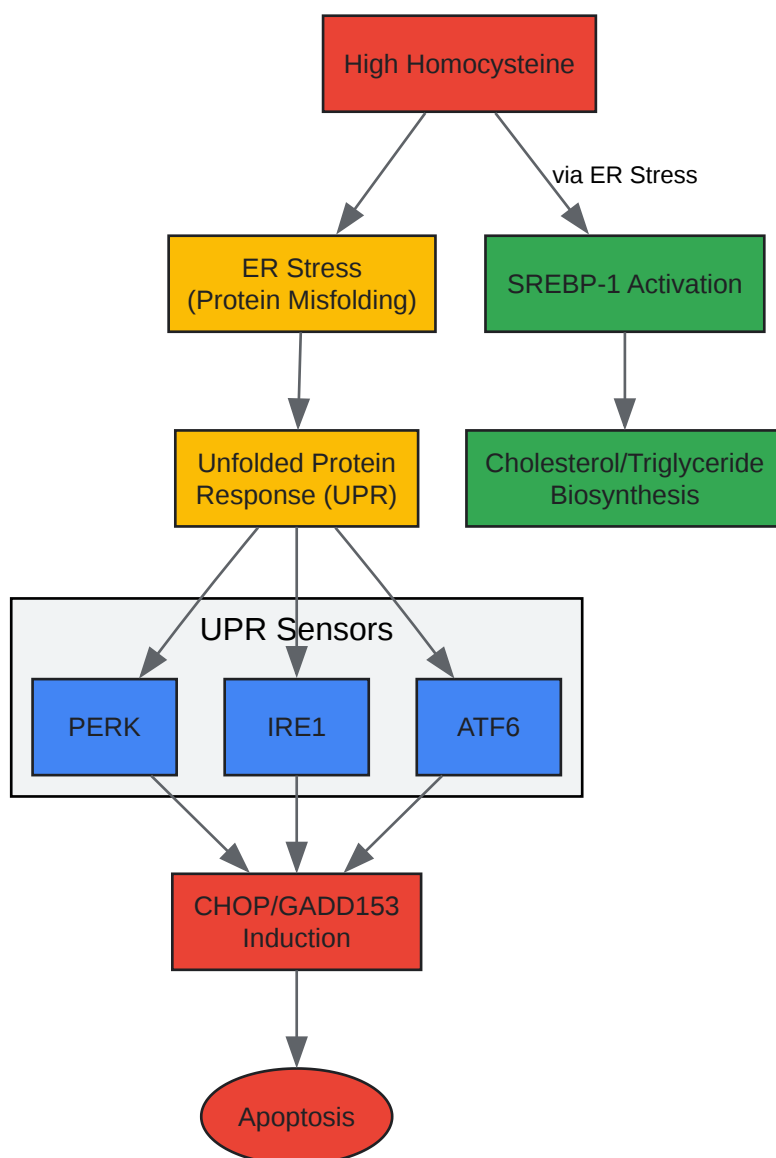 High Homocysteine
via ER Stress
ER Stress
(Protein Misfolding)
SREBP-1 Activation
Unfolded Protein
Response (UPR)
Cholesterol/Triglyceride
Biosynthesis
UPR Sensors
PERK
IRE1
ATF6
CHOP/GADD153
Induction
Apoptosis